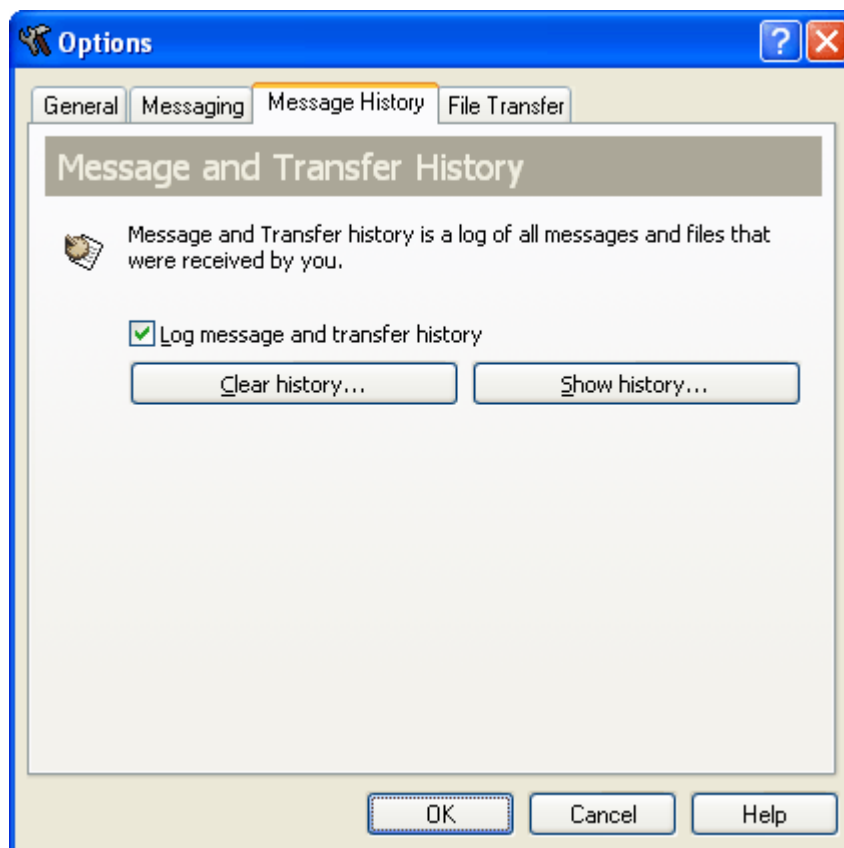 Options
General Messaging Message History File Transfer
Message and Transfer History
Message and Transfer history is a log of all messages and files that
were received by you.
Log message and transfer history
Clear history... Show history...
OK Cancel Help